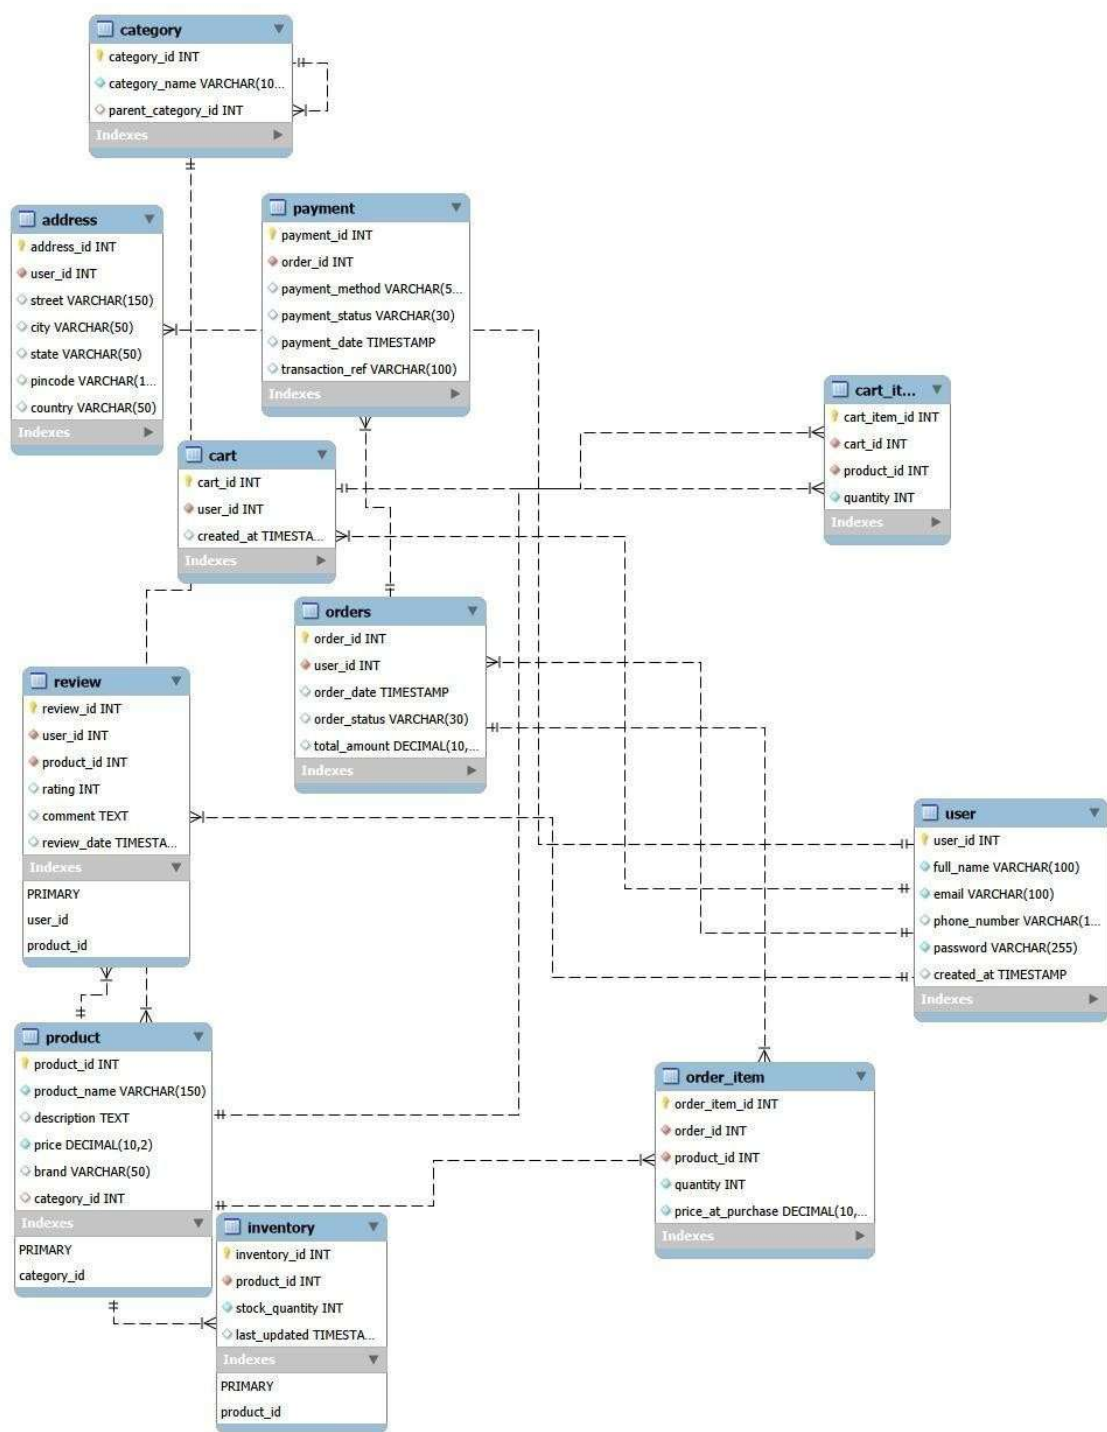 category
category_id INT
category_name VARCHAR(10...
parent_category_id INT
Indexes
address
address_id INT
user_id INT
street VARCHAR(150)
city VARCHAR(50)
state VARCHAR(50)
pincode VARCHAR(1...
country VARCHAR(50)
Indexes
payment
payment_id INT
order_id INT
payment_method VARCHAR(5...
payment_status VARCHAR(30)
payment_date TIMESTAMP
transaction_ref VARCHAR(100)
Indexes
cart_it...
cart_item_id INT
cart_id INT
product_id INT
quantity INT
Indexes
cart
cart_id INT
user_id INT
created_at TIMESTA...
Indexes
orders
order_id INT
user_id INT
order_date TIMESTAMP
order_status VARCHAR(30)
total_amount DECIMAL(10,...
Indexes
review
review_id INT
user_id INT
product_id INT
rating INT
comment TEXT
review_date TIMESTA...
Indexes
PRIMARY
user_id
product_id
user
user_id INT
full_name VARCHAR(100)
email VARCHAR(100)
phone_number VARCHAR(1...
password VARCHAR(255)
created_at TIMESTAMP
Indexes
product
product_id INT
product_name VARCHAR(150)
description TEXT
price DECIMAL(10,2)
brand VARCHAR(50)
category_id INT
Indexes
PRIMARY
category_id
order_item
order_item_id INT
order_id INT
product_id INT
quantity INT
price_at_purchase DECIMAL(10,...
Indexes
inventory
inventory_id INT
product_id INT
stock_quantity INT
last_updated TIMESTA...
Indexes
PRIMARY
product_id